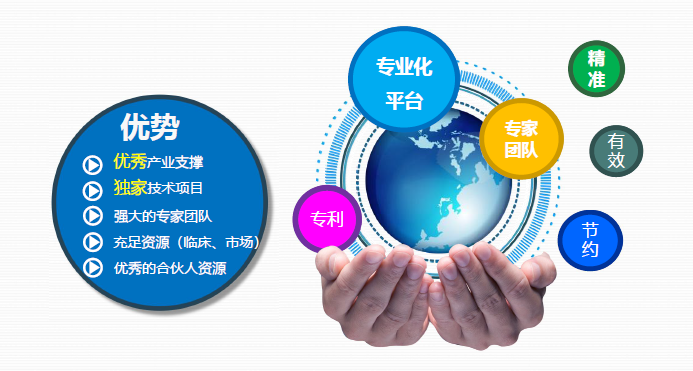 优势
优秀产业支撑
独家技术项目
强大的专家团队
充足资源（临床、市场）
优秀的合伙人资源
专业化
平台
专家
团队
专利
精
准
有
效
节
约